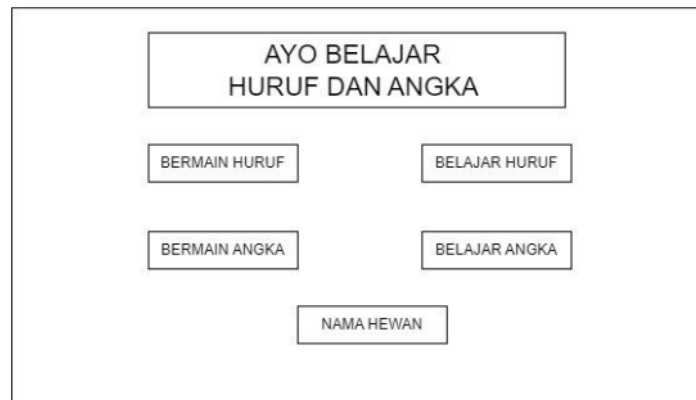 AYO BELAJAR
HURUF DAN ANGKA
BERMAIN HURUF
BELAJAR HURUF
BERMAIN ANGKA
BELAJAR ANGKA
NAMA HEWAN